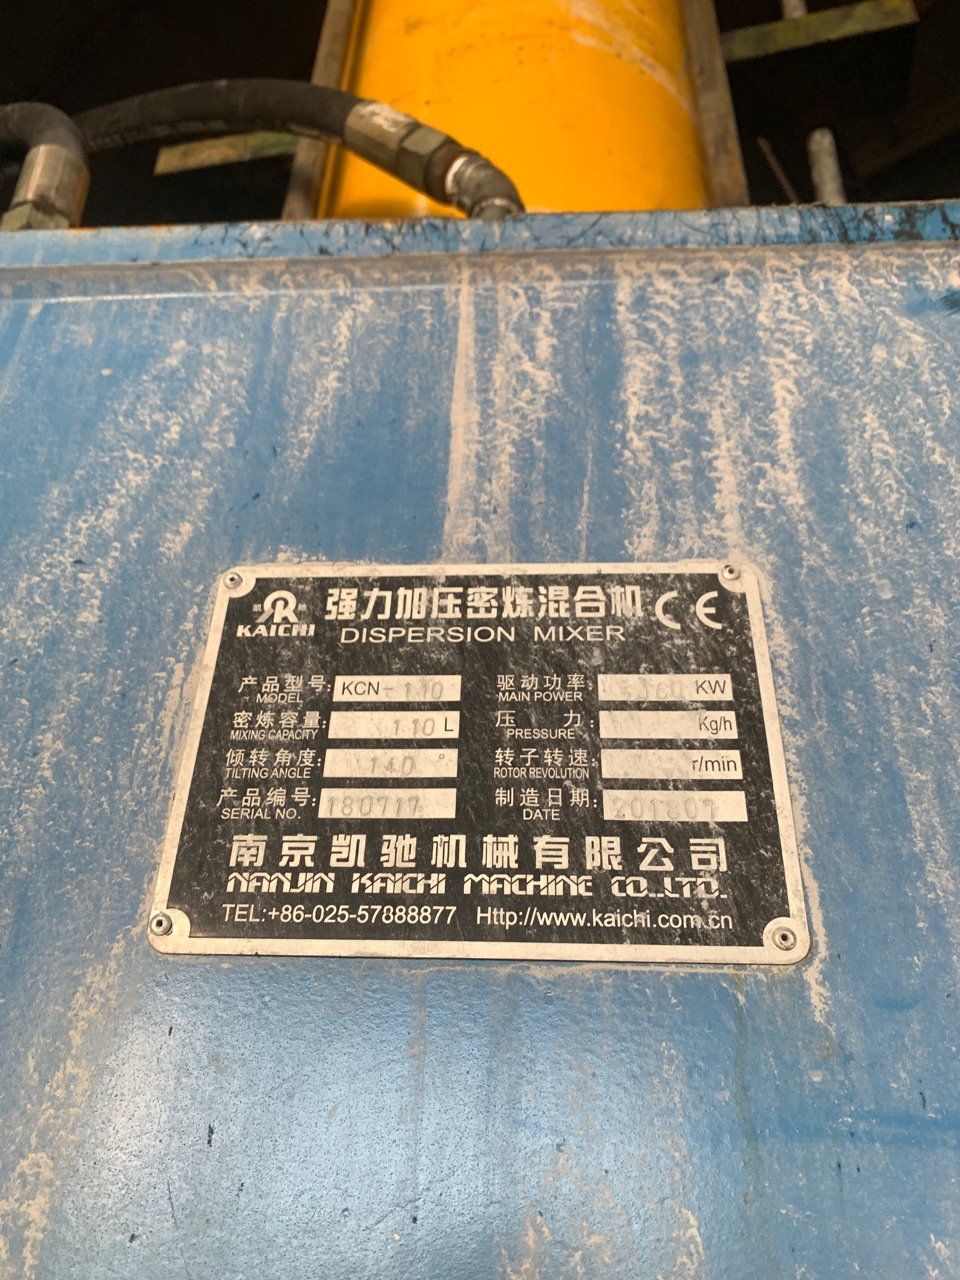 凯 驰
KAICHI
强力加压密炼混合机 CE
DISPERSION MIXER
产品型号: KCN-110
MODEL
驱动功率: 160 KW
MAIN POWER
密炼容量: 110 L
MIXING CAPACITY
压 力: Kg/h
PRESSURE
倾转角度: 140 °
TILTING ANGLE
转子转速: r/min
ROTOR REVOLUTION
产品编号: 180717
SERIAL NO.
制造日期: 201807
DATE
南京凯驰机械有限公司
NANJIN KAICHI MACHINE CO.,LTD.
TEL:+86-025-57888877 Http://www.kaichi.com.cn